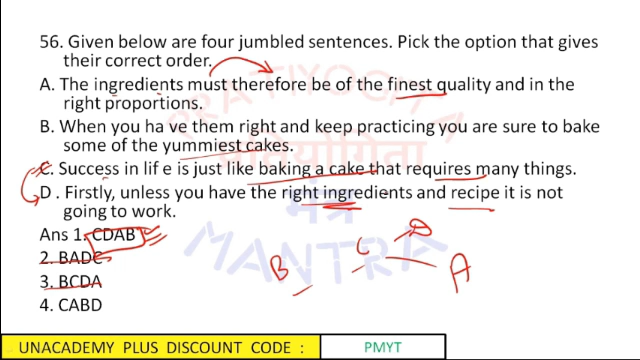 56. Given below are four jumbled sentences. Pick the option that gives
their correct order.
A. The ingredients must therefore be of the finest quality and in the
right proportions.
B. When you ha ve them right and keep practicing you are sure to bake
some of the yummiest cakes.
C. Success in lif e is just like baking a cake that requires many things.
D . Firstly, unless you have the right ingredients and recipe it is not
going to work.
Ans 1. CDAB
2. BADC
3. BCDA
4. CABD
B C D A
PRATIYOGITA
प्रतियोगिता
मंत्र
MANTRA
UNACADEMY PLUS DISCOUNT CODE : PMYT